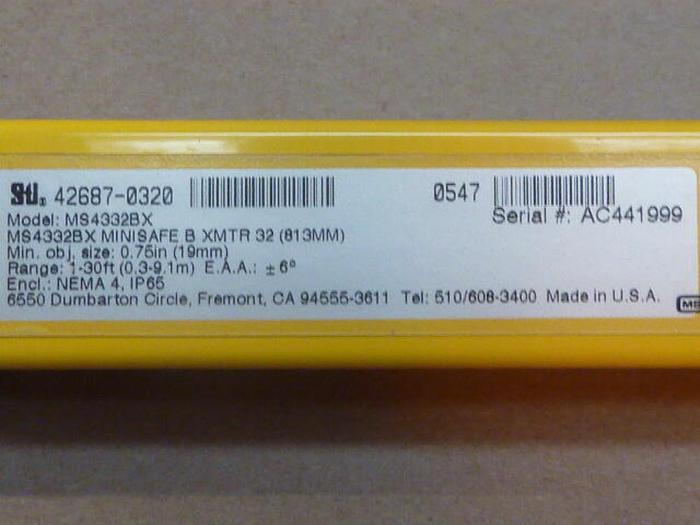 Sti. 42687-0320 0547
Serial #: AC441999
Model: MS4332BX
MS4332BX MINISAFE B XMTR 32 (813MM)
Min. obj. size: 0.75in (19mm)
Range: 1-30ft (0.3-9.1m) E.A.A.: ±6°
Encl.: NEMA 4, IP65
6550 Dumbarton Circle, Fremont, CA 94555-3611 Tel: 510/608-3400 Made in U.S.A.
MS